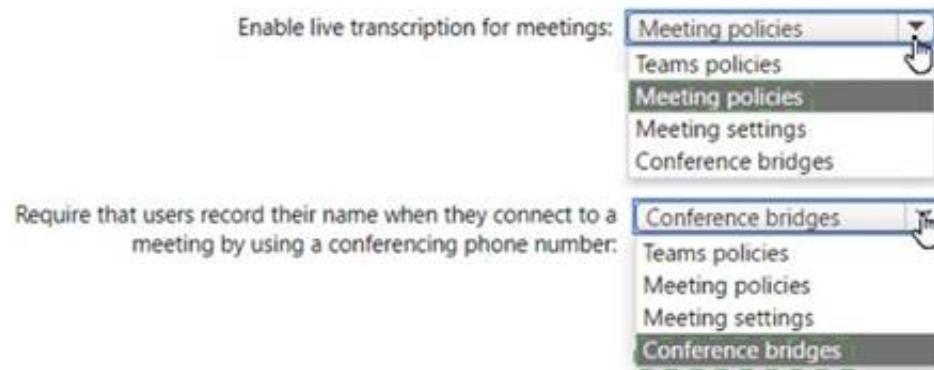 Enable live transcription for meetings: Meeting policies
Teams policies
Meeting policies
Meeting settings
Conference bridges
Require that users record their name when they connect to a Conference bridges
meeting by using a conferencing phone number:
Teams policies
Meeting policies
Meeting settings
Conference bridges